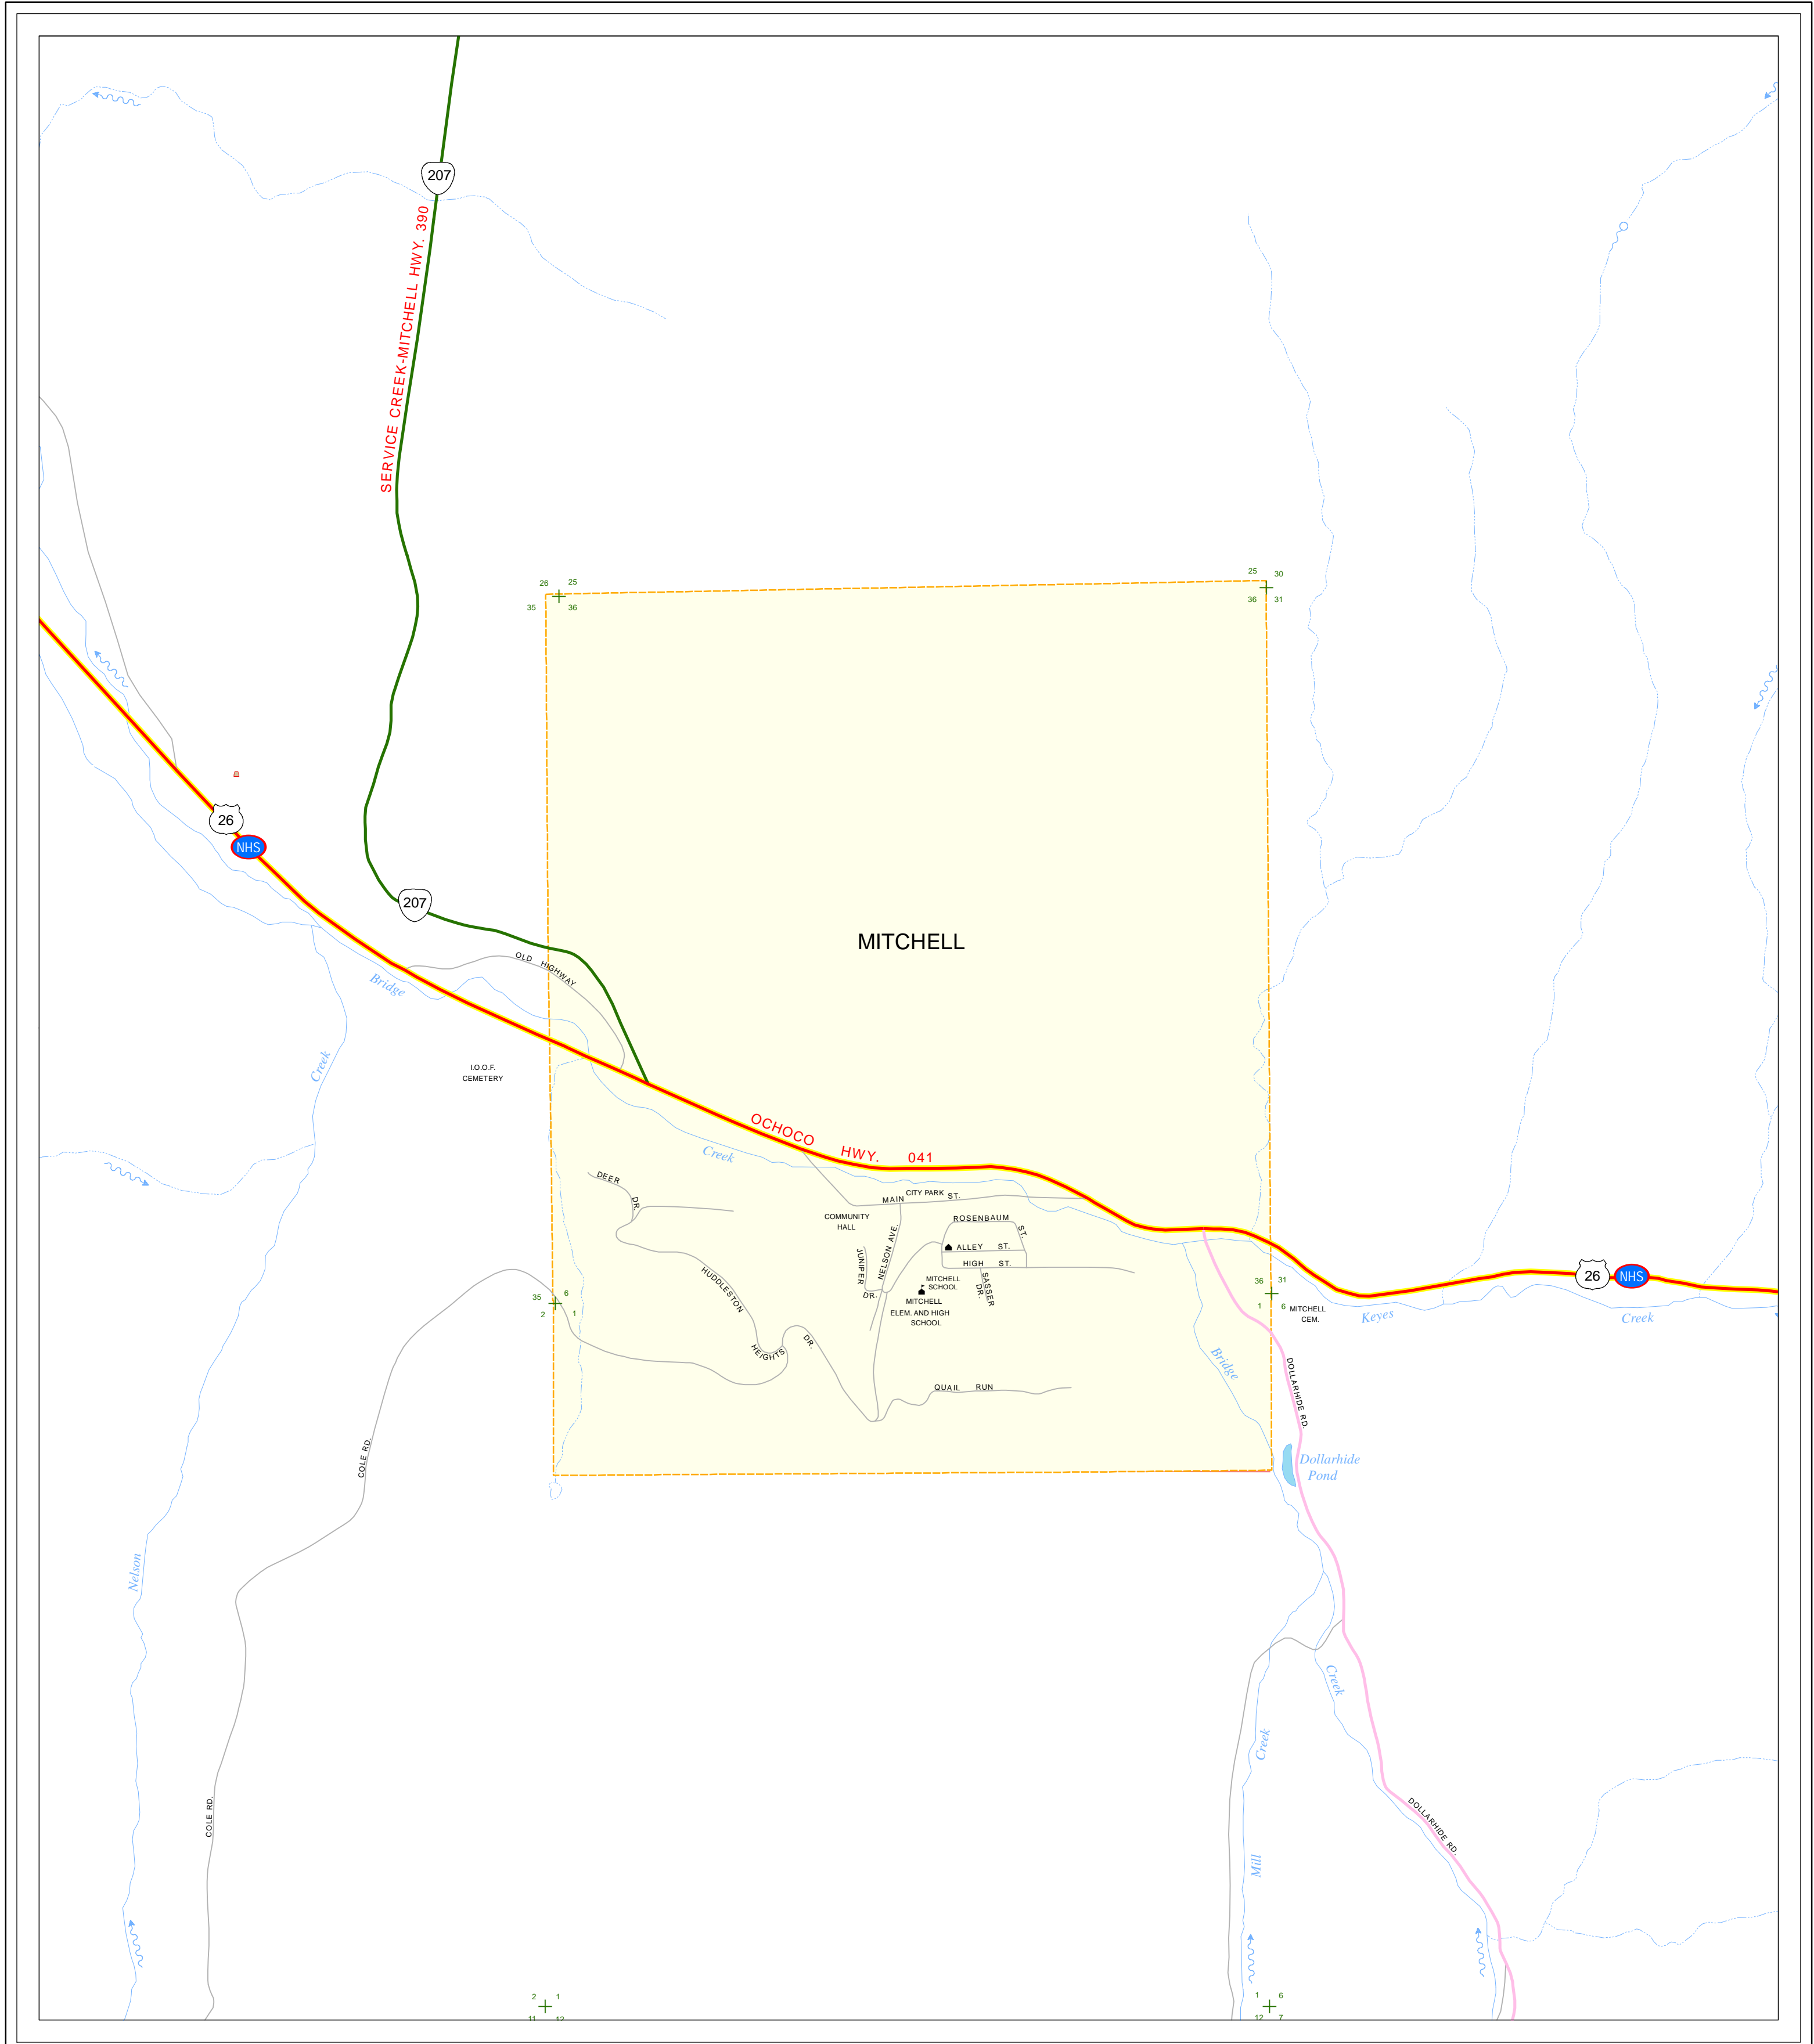 207
SERVICE CREEK-MITCHELL HWY. 390
26 25
35 36
25 30
36 31
26
NHS
207
MITCHELL
OLD HIGHWAY
Bridge
Creek
I.O.O.F.
CEMETERY
OCHOCO HWY. 041
Creek
DEER DR.
CITY PARK
MAIN ST.
COMMUNITY
HALL
ROSENBAUM ST.
NELSON AVE.
JUNIPER DR.
ALLEY ST.
HIGH ST.
SASSER
DR.
MITCHELL
SCHOOL
MITCHELL
ELEM. AND HIGH
SCHOOL
HUDDLESTON HEIGHTS DR.
35 6
2 1
36 31
1 6
MITCHELL
CEM.
26
NHS
Keyes Creek
Bridge
DOLLARHIDE RD.
QUAIL RUN
COLE RD.
Dollarhide
Pond
Nelson
Creek
Creek
Mill
COLE RD.
DOLLARHIDE RD.
2 1
11 12
1 6
12 7